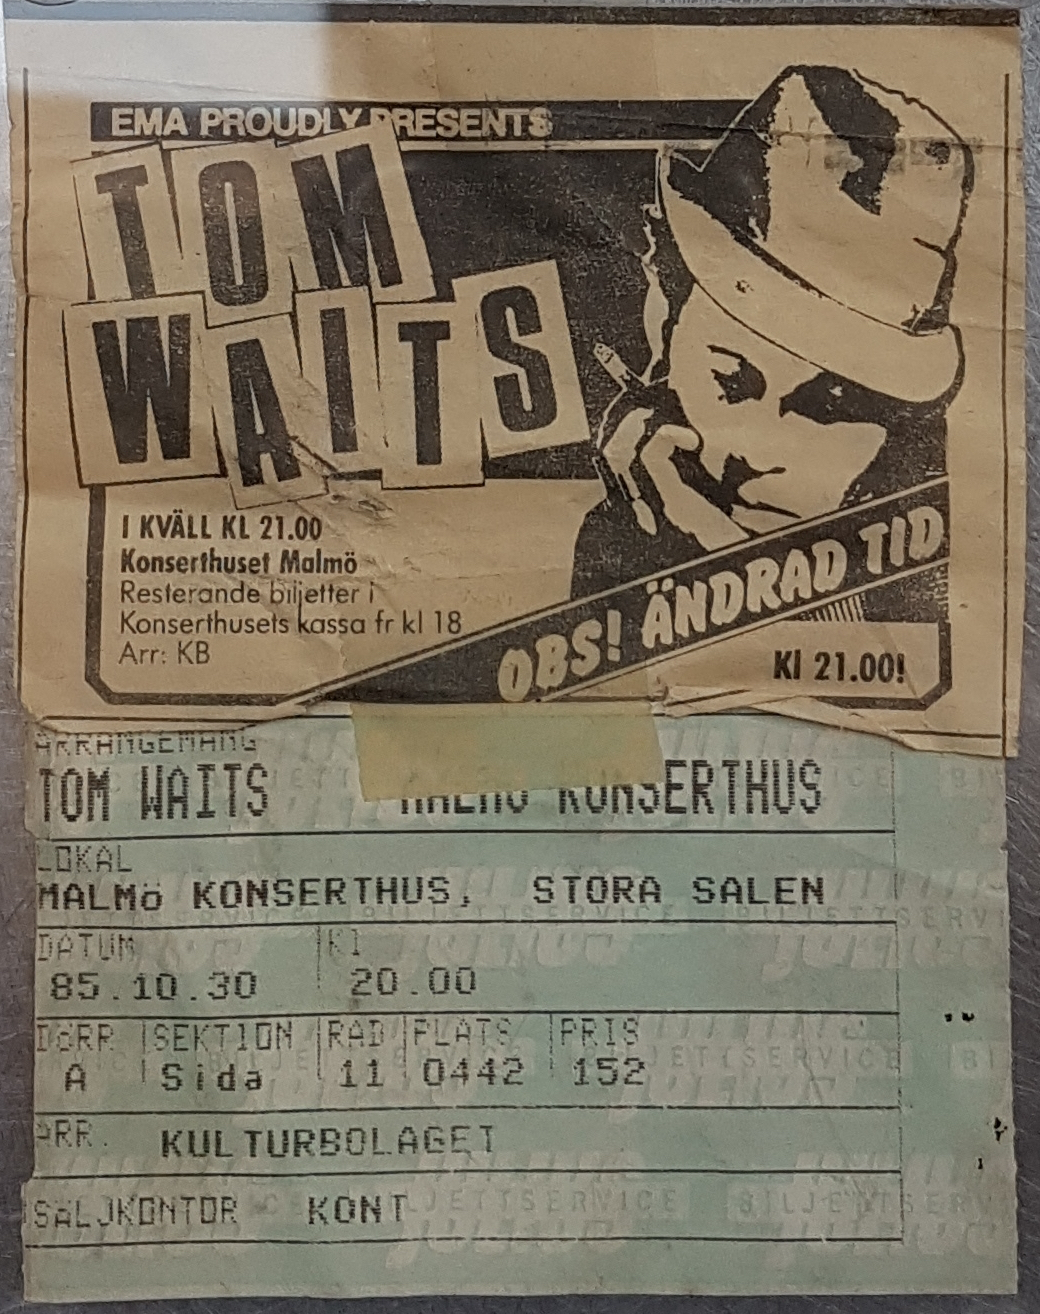 EMA PROUDLY PRESENTS
TOM
WAITS
I KVÄLL KL 21.00
Konserthuset Malmö
Resterande biljetter i
Konserthusets kassa fr kl 18
Arr: KB
OBS! ÄNDRAD TID
Kl 21.00!
ARRANGEMANG
TOM WAITS MALMÖ KONSERTHUS
LOKAL
MALMö KONSERTHUS, STORA SALEN
DATUM Kl
85.10.30 20.00
DÖRR SEKTION RAD PLATS PRIS
A Sida 11 0442 152
ARR. KULTURBOLAGET
SÄLJKONTOR KONT